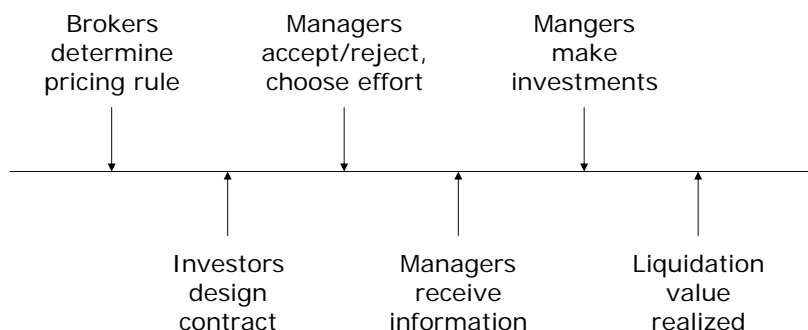 Brokers
determine
pricing rule
Managers
accept/reject,
choose effort
Mangers
make
investments
Investors
design
contract
Managers
receive
information
Liquidation
value
realized